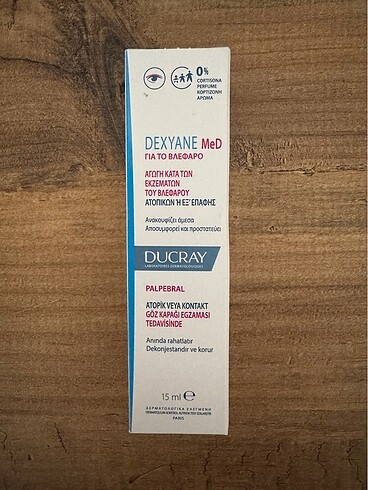 0%
CORTISONA
PERFUME
ΚΟΡΤΙΖΟΝΗ
ΑΡΩΜΑ
DEXYANE MeD
ΓΙΑ ΤΟ ΒΛΕΦΑΡΟ
ΑΓΩΓΗ ΚΑΤΑ ΤΩΝ
ΕΚΖΕΜΑΤΩΝ
ΤΟΥ ΒΛΕΦΑΡΟΥ
ΑΤΟΠΙΚΩΝ Ή ΕΞ' ΕΠΑΦΗΣ
Ανακουφίζει άμεσα
Αποσυμφορεί και προστατεύει
DUCRAY
LABORATOIRES DERMATOLOGIQUES
PALPEBRAL
ATOPİK VEYA KONTAKT
GÖZ KAPAĞI EGZAMASI
TEDAVİSİNDE
Anında rahatlatır
Dekonjestandır ve korur
15 ml ℮
ΔΕΡΜΑΤΟΛΟΓΙΚΑ ΕΛΕΓΜΕΝΗ
PARIS